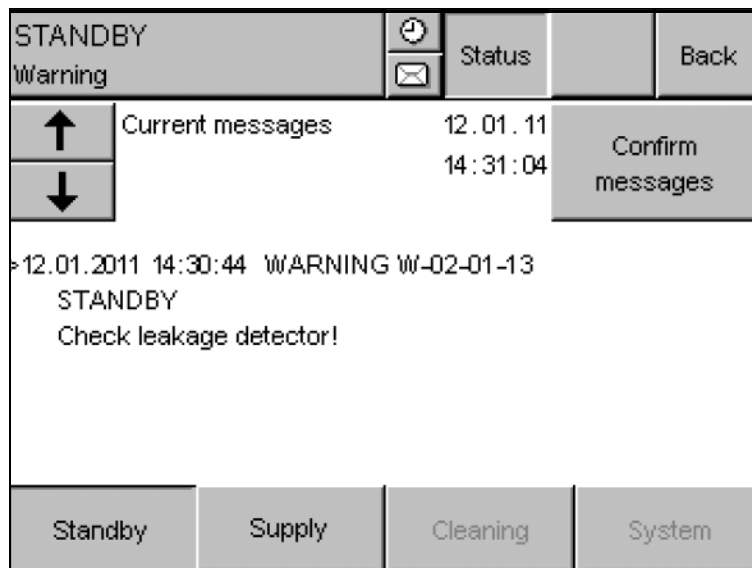 STANDBY
Warning
Status
Back
Current messages
12.01.11
14:31:04
Confirm
messages
>12.01.2011 14:30:44 WARNING W-02-01-13
STANDBY
Check leakage detector!
Standby
Supply
Cleaning
System